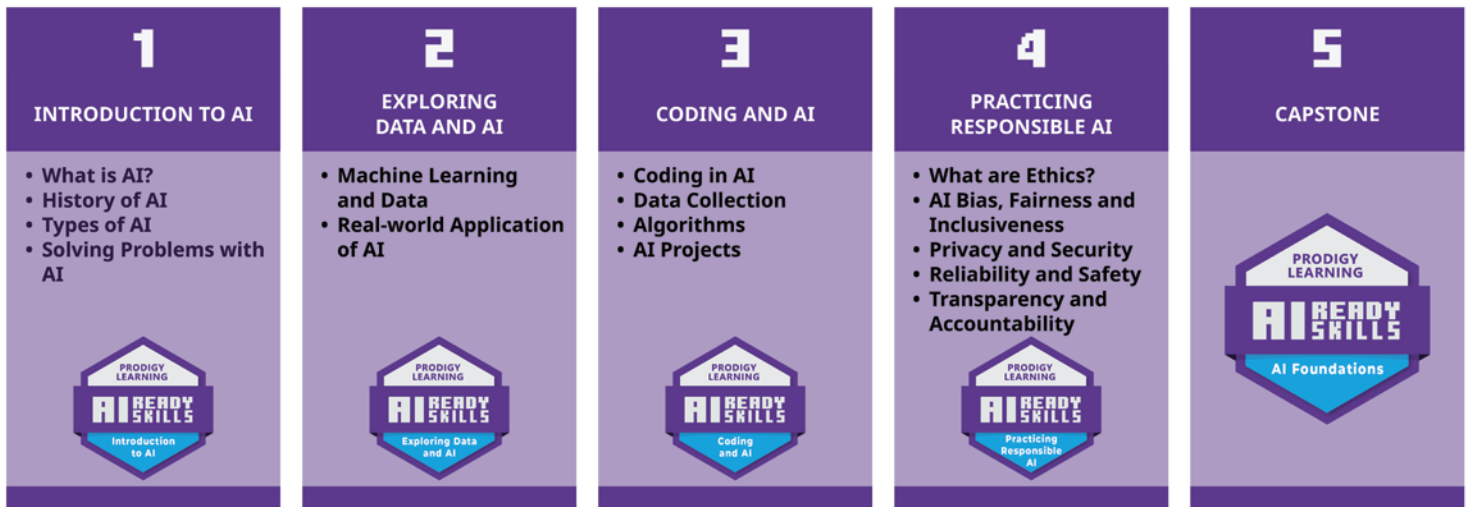 1
INTRODUCTION TO AI
• What is AI?
• History of AI
• Types of AI
• Solving Problems with
AI
PRODIGY
LEARNING
AI READY
SKILLS
Introduction
to AI
2
EXPLORING
DATA AND AI
• Machine Learning
and Data
• Real-world Application
of AI
PRODIGY
LEARNING
AI READY
SKILLS
Exploring Data
and AI
3
CODING AND AI
• Coding in AI
• Data Collection
• Algorithms
• AI Projects
PRODIGY
LEARNING
AI READY
SKILLS
Coding
and AI
4
PRACTICING
RESPONSIBLE AI
• What are Ethics?
• AI Bias, Fairness and
Inclusiveness
• Privacy and Security
• Reliability and Safety
• Transparency and
Accountability
PRODIGY
LEARNING
AI READY
SKILLS
Practicing
Responsible
AI
5
CAPSTONE
PRODIGY
LEARNING
AI READY
SKILLS
AI Foundations